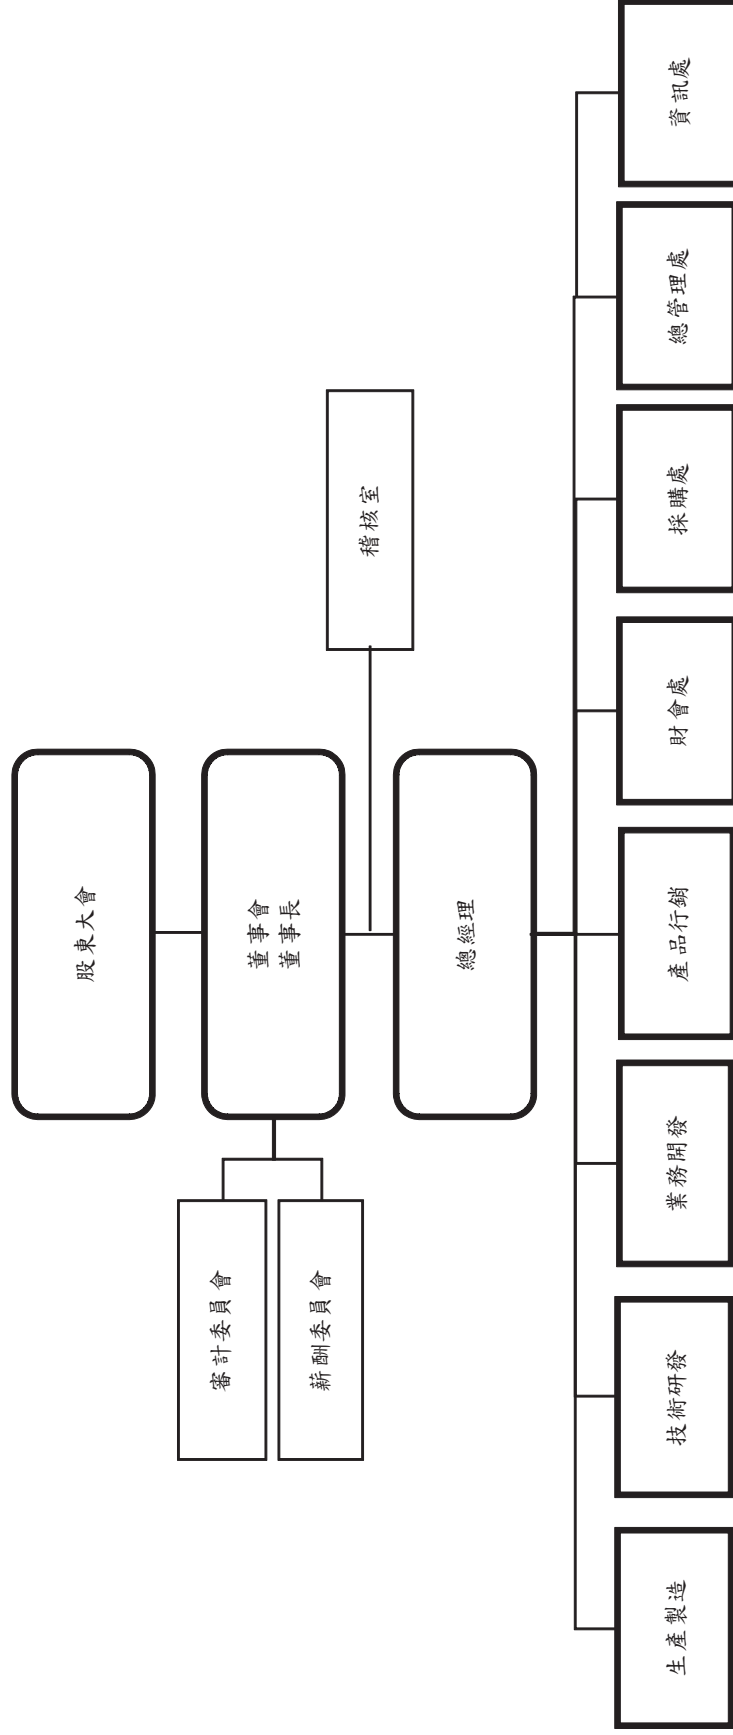 股東大會
董事會
董事長
審計委員會
薪酬委員會
稽核室
總經理
生產製造
技術研發
業務開發
產品行銷
財會處
採購處
總管理處
資訊處